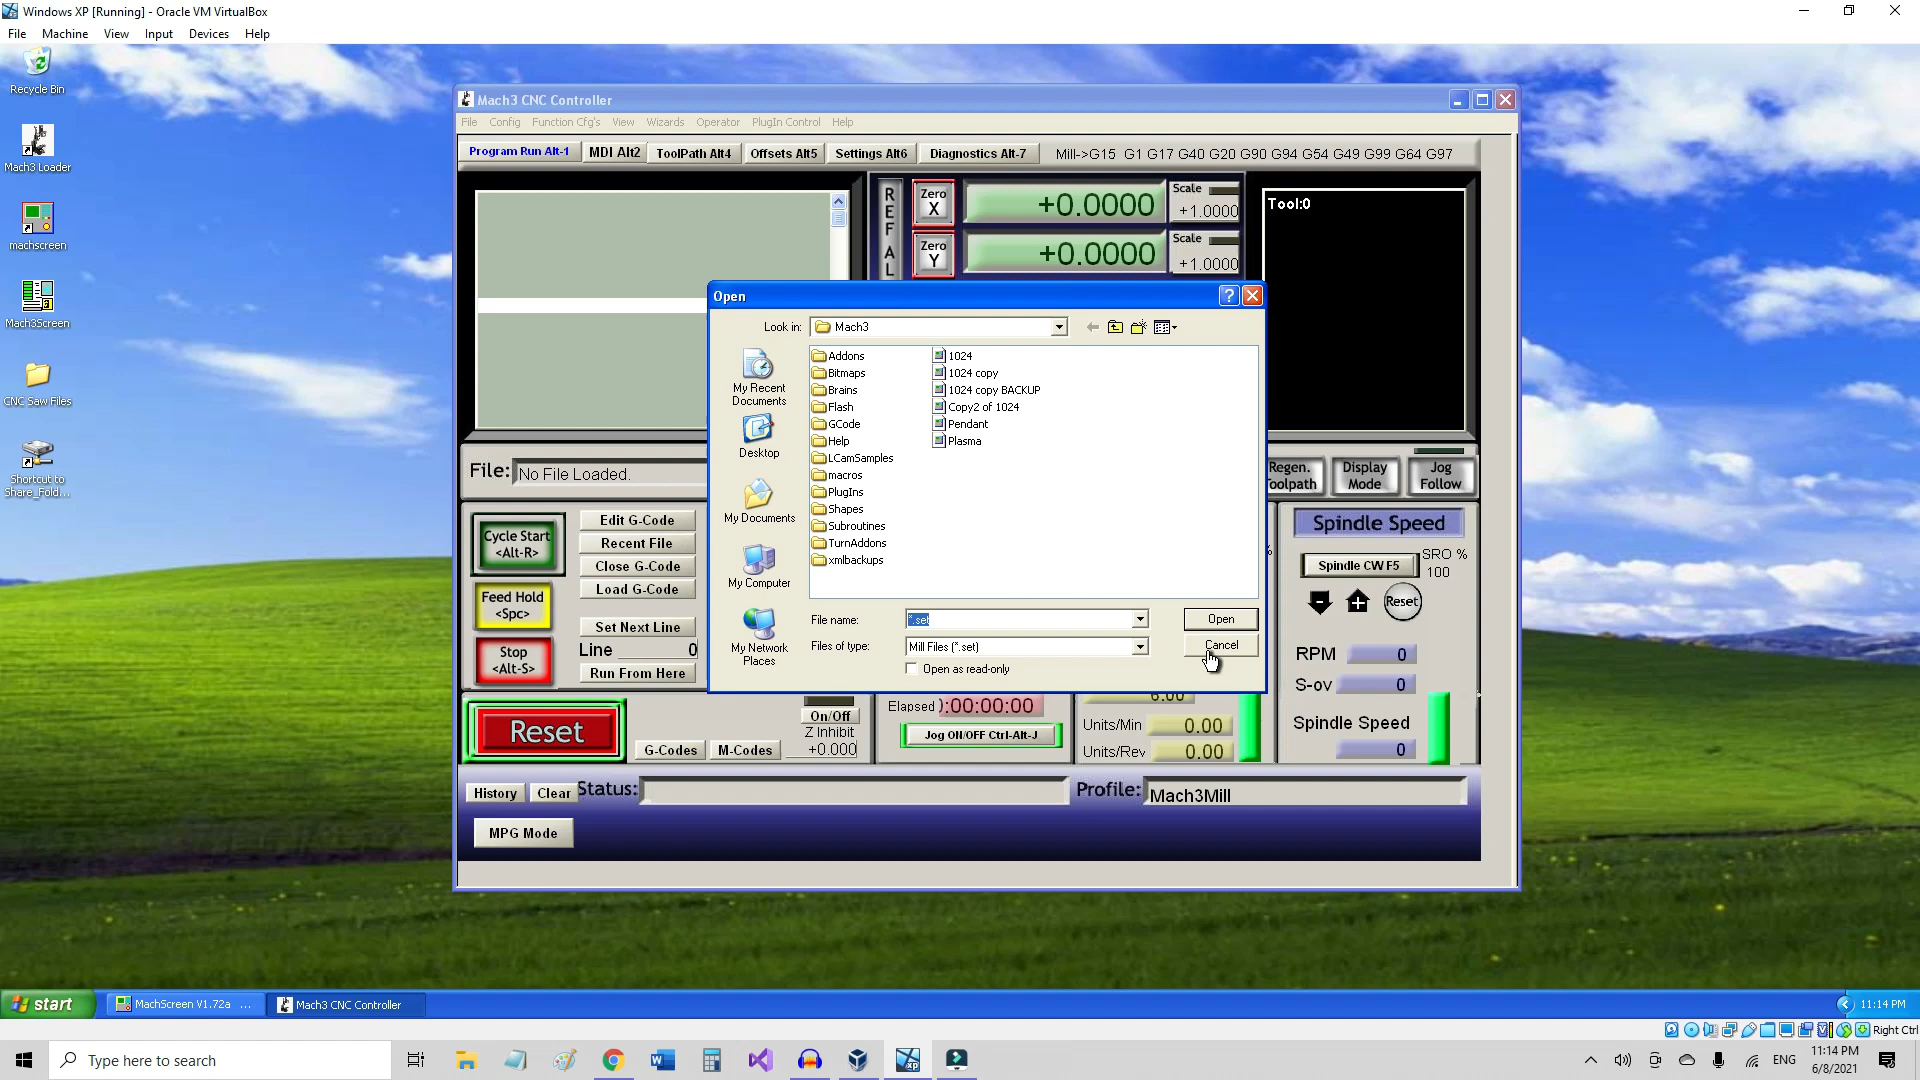 Windows XP [Running] - Oracle VM VirtualBox
File Machine View Input Devices Help
Recycle Bin
Mach3 Loader
machscreen
Mach3Screen
CNC Saw Files
Shortcut to
Share_Fold...
Mach3 CNC Controller
File Config Function Cfg's View Wizards Operator PlugIn Control Help
Program Run Alt-1 MDI Alt2 ToolPath Alt4 Offsets Alt5 Settings Alt6 Diagnostics Alt-7 Mill->G15 G1 G17 G40 G20 G90 G94 G54 G49 G99 G64 G97
REF AL
Zero X +0.0000 Scale +1.0000
Zero Y +0.0000 Scale +1.0000
Tool:0
Open
Look in: Mach3
My Recent Documents
Desktop
My Documents
My Computer
My Network Places
Addons
Bitmaps
Brains
Flash
GCode
Help
LCamSamples
macros
PlugIns
Shapes
Subroutines
TurnAddons
xmlbackups
1024
1024 copy
1024 copy BACKUP
Copy2 of 1024
Pendant
Plasma
File name: *.set Open
Files of type: Mill Files (*.set) Cancel
Open as read-only
File: No File Loaded.
Regen. Toolpath
Display Mode
Jog Follow
Cycle Start
<Alt-R>
Feed Hold
<Spc>
Stop
<Alt-S>
Edit G-Code
Recent File
Close G-Code
Load G-Code
Set Next Line
Line 0
Run From Here
Reset
G-Codes M-Codes
On/Off
Z Inhibit
+0.000
Elapsed ):00:00:00
Jog ON/OFF Ctrl-Alt-J
6.00
Units/Min 0.00
Units/Rev 0.00
%
Spindle Speed
Spindle CW F5
SRO %
100
Reset
RPM 0
S-ov 0
Spindle Speed
0
History Clear Status: Profile: Mach3Mill
MPG Mode
start MachScreen V1.72a ... Mach3 CNC Controller 11:14 PM
Right Ctrl
Type here to search
ENG
11:14 PM
6/8/2021